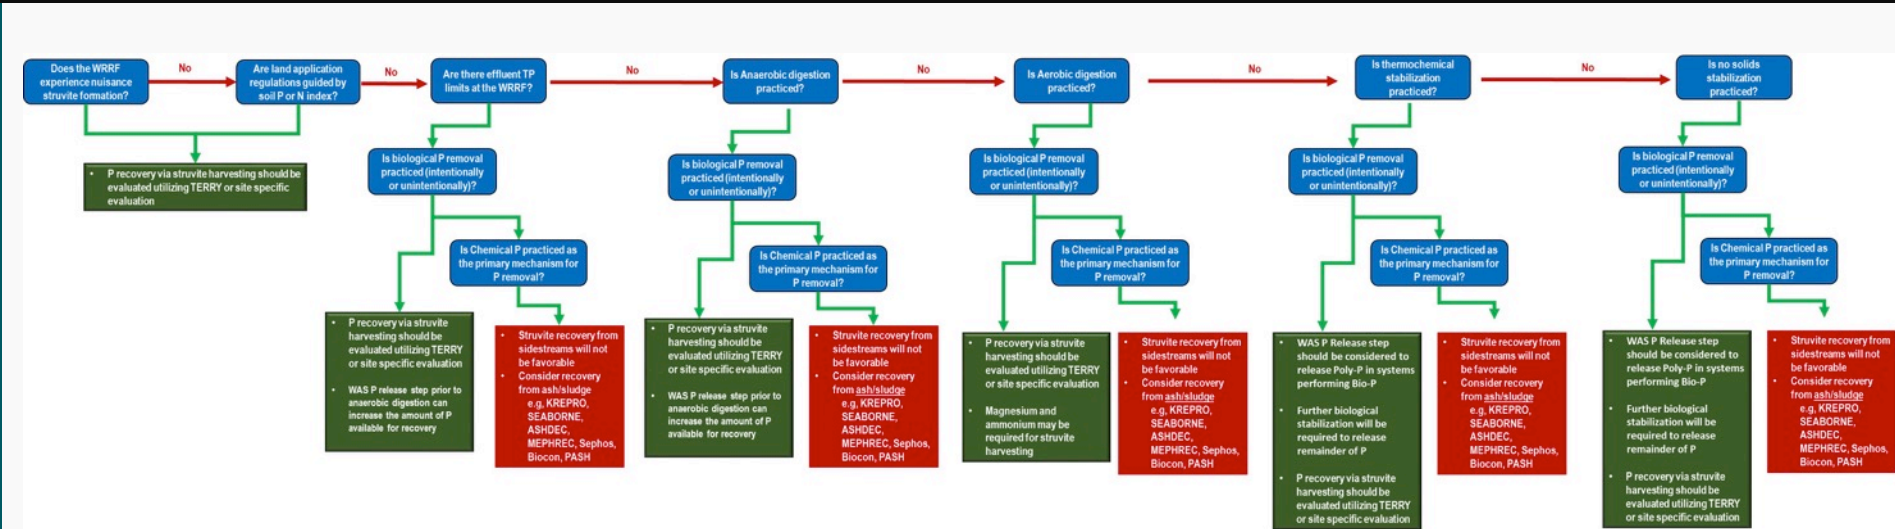 Does the WRRF
experience nuisance
struvite formation?
No
Are land application
regulations guided by
soil P or N index?
No
Are there effluent TP
limits at the WRRF?
No
Is Anaerobic digestion
practiced?
No
Is Aerobic digestion
practiced?
No
Is thermochemical
stabilization
practiced?
No
Is no solids
stabilization
practiced?
• P recovery via struvite harvesting should be
evaluated utilizing TERRY or site specific
evaluation
Is biological P removal
practiced (intentionally
or unintentionally)?
Is Chemical P practiced as
the primary mechanism for
P removal?
• P recovery via struvite
harvesting should be
evaluated utilizing TERRY
or site specific evaluation
• WAS P release step prior to
anaerobic digestion can
increase the amount of P
available for recovery
• Struvite recovery from
sidestreams will not
be favorable
• Consider recovery
from ash/sludge
e.g, KREPRO,
SEABORNE,
ASHDEC,
MEPHREC, Sephos,
Biocon, PASH
Is biological P removal
practiced (intentionally
or unintentionally)?
Is Chemical P practiced as
the primary mechanism for
P removal?
• P recovery via struvite
harvesting should be
evaluated utilizing TERRY
or site specific evaluation
• WAS P release step prior to
anaerobic digestion can
increase the amount of P
available for recovery
• Struvite recovery from
sidestreams will not
be favorable
• Consider recovery
from ash/sludge
e.g, KREPRO,
SEABORNE,
ASHDEC,
MEPHREC, Sephos,
Biocon, PASH
Is biological P removal
practiced (intentionally
or unintentionally)?
Is Chemical P practiced as
the primary mechanism for
P removal?
• P recovery via struvite
harvesting should be
evaluated utilizing TERRY
or site specific evaluation
• Magnesium and
ammonium may be
required for struvite
harvesting
• Struvite recovery from
sidestreams will not
be favorable
• Consider recovery
from ash/sludge
e.g, KREPRO,
SEABORNE,
ASHDEC,
MEPHREC, Sephos,
Biocon, PASH
Is biological P removal
practiced (intentionally
or unintentionally)?
Is Chemical P practiced as
the primary mechanism for
P removal?
• WAS P Release step
should be considered to
release Poly-P in systems
performing Bio-P
• Further biological
stabilization will be
required to release
remainder of P
• P recovery via struvite
harvesting should be
evaluated utilizing TERRY
or site specific evaluation
• Struvite recovery from
sidestreams will not
be favorable
• Consider recovery
from ash/sludge
e.g, KREPRO,
SEABORNE,
ASHDEC,
MEPHREC, Sephos,
Biocon, PASH
Is biological P removal
practiced (intentionally
or unintentionally)?
Is Chemical P practiced as
the primary mechanism for
P removal?
• WAS P Release step
should be considered to
release Poly-P in systems
performing Bio-P
• Further biological
stabilization will be
required to release
remainder of P
• P recovery via struvite
harvesting should be
evaluated utilizing TERRY
or site specific evaluation
• Struvite recovery from
sidestreams will not
be favorable
• Consider recovery
from ash/sludge
e.g, KREPRO,
SEABORNE,
ASHDEC,
MEPHREC, Sephos,
Biocon, PASH